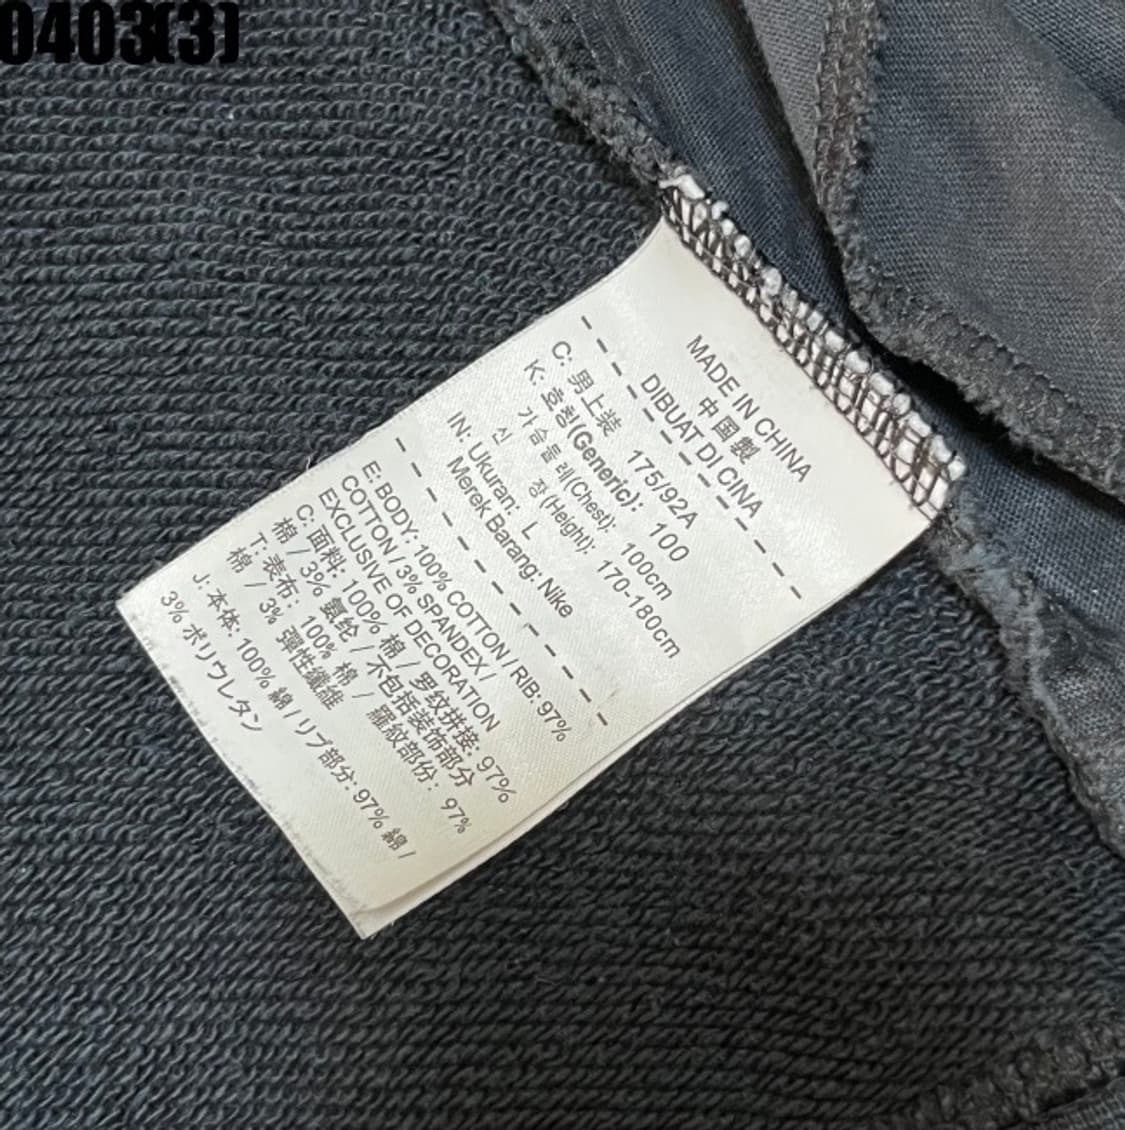 0403(3)
MADE IN CHINA
中国製
DIBUAT DI CINA
C: 男上装 175/92A
K: 호칭(Generic): 100
가슴둘레(Chest): 100cm
신 장(Height): 170-180cm
IN: Ukuran: L
Merek Barang: Nike
E: BODY: 100% COTTON / RIB: 97%
COTTON / 3% SPANDEX /
EXCLUSIVE OF DECORATION
C: 面料: 100% 棉 / 罗纹拼接: 97%
棉 / 3% 氨纶 / 不包括装饰部分
T: 表布: 100% 棉 / 羅紋部份: 97%
棉 / 3% 彈性纖維
J: 本体: 100% 綿 / リブ部分: 97% 綿 /
3% ポリウレタン